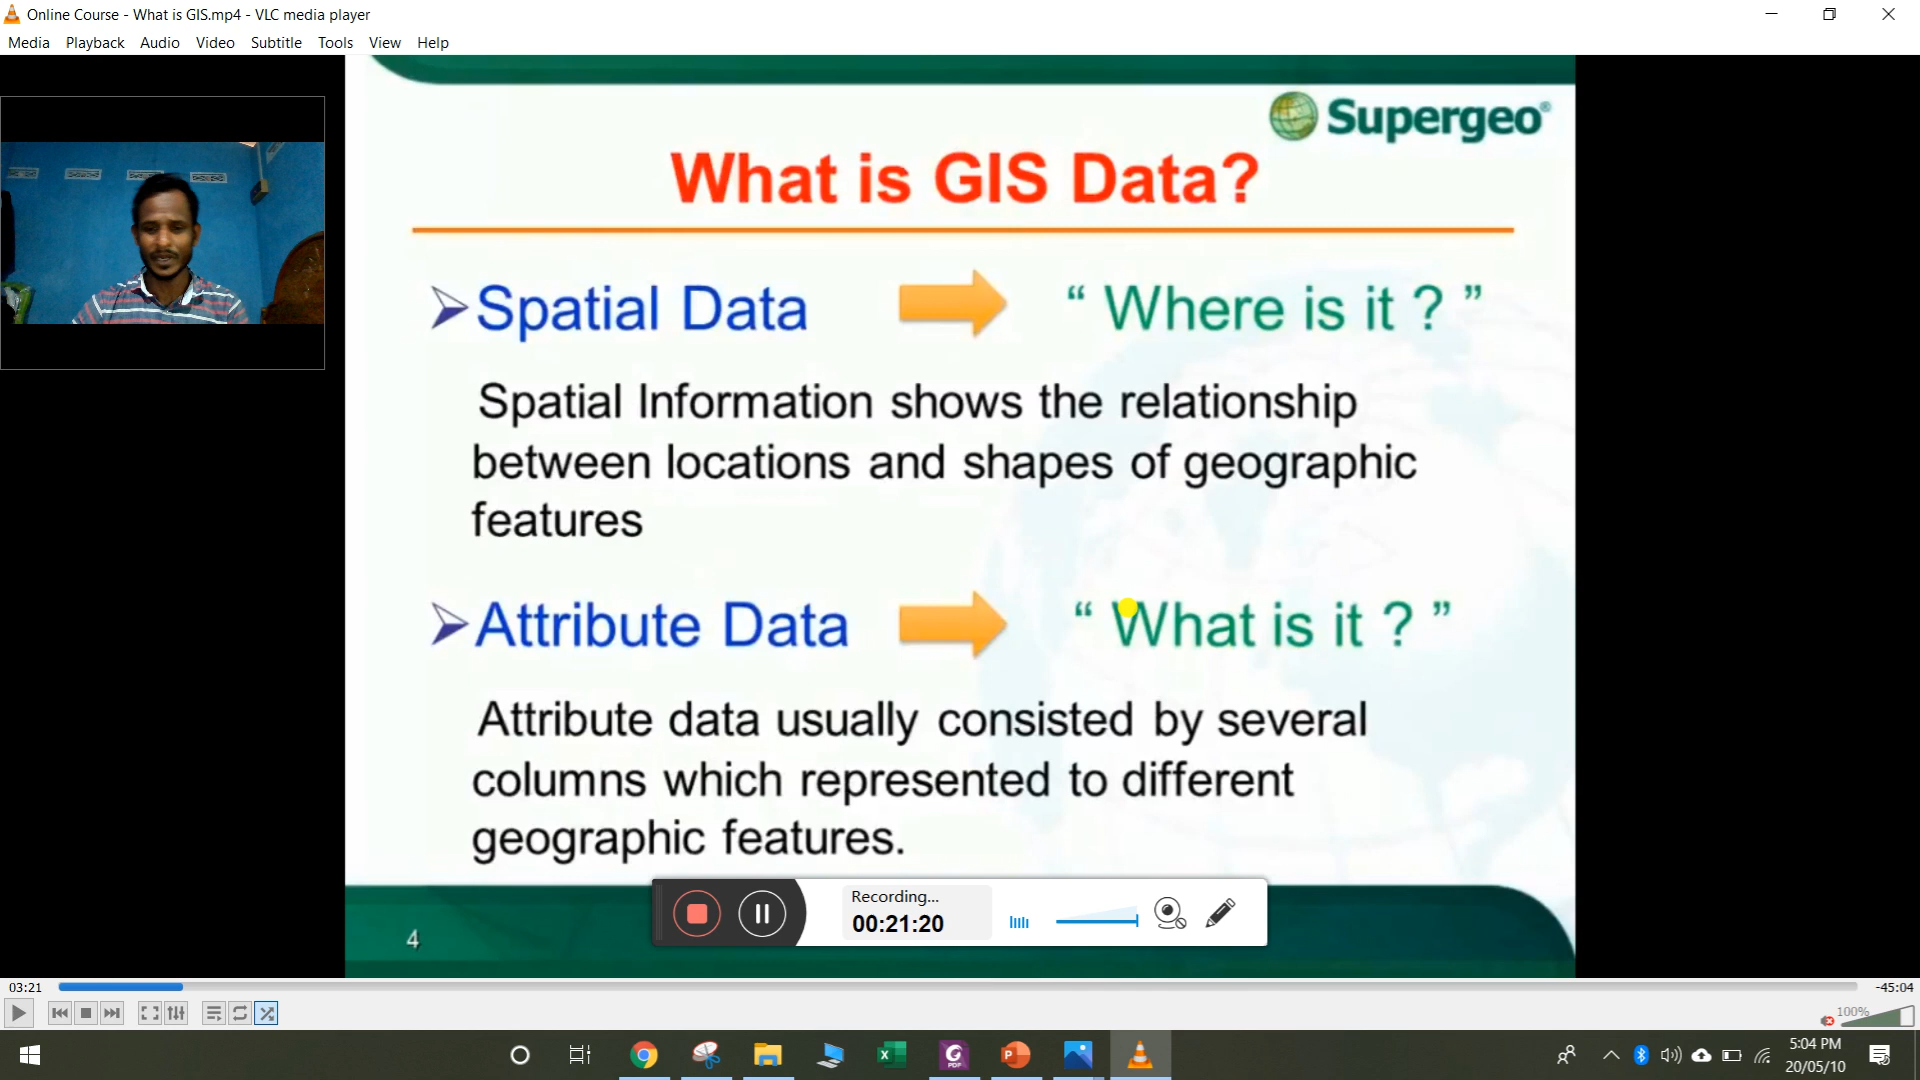 Online Course - What is GIS.mp4 - VLC media player
Media Playback Audio Video Subtitle Tools View Help
Supergeo®
What is GIS Data?
Spatial Data “ Where is it ? ”
Spatial Information shows the relationship
between locations and shapes of geographic
features
Attribute Data “ What is it ? ”
Attribute data usually consisted by several
columns which represented to different
geographic features.
Recording...
00:21:20
4
03:21 -45:04
100%
5:04 PM
20/05/10